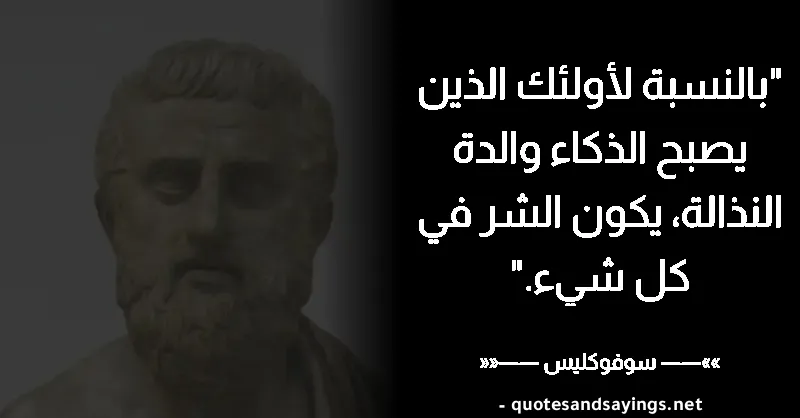 "بالنسبة لأولئك الذين
يصبح الذكاء والدة
النذالة، يكون الشر في
كل شيء."
»»—— سوفوكليس ——««
- quotesandsayings.net